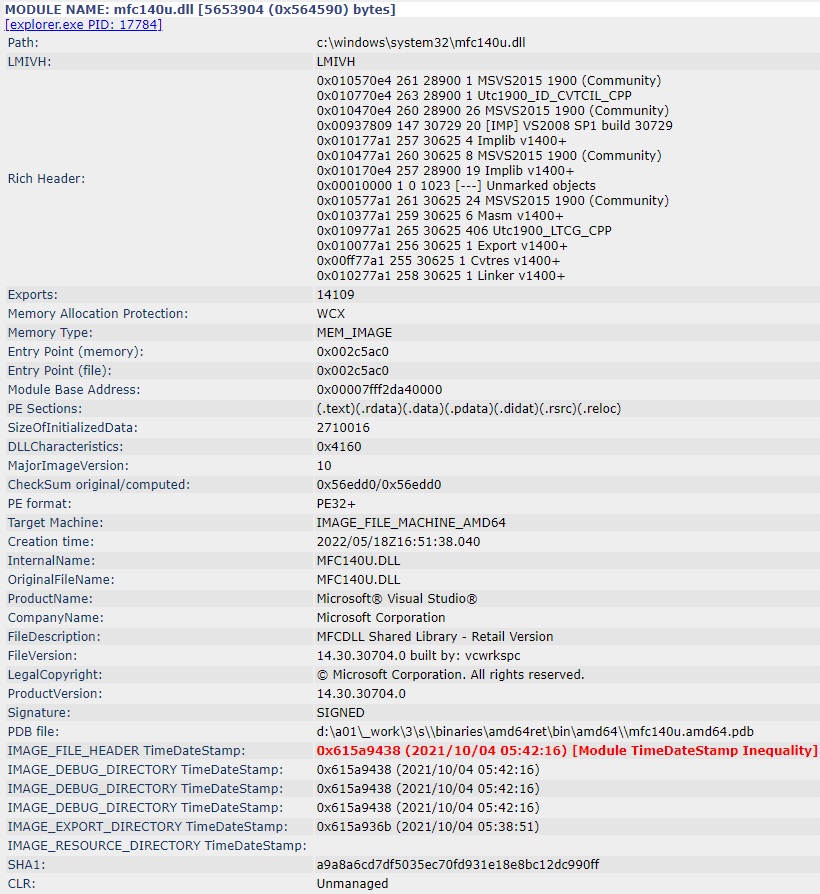 MODULE NAME: mfc140u.dll [5653904 (0x564590) bytes]
[explorer.exe PID: 17784]
Path: c:\windows\system32\mfc140u.dll
LMIVH: LMIVH
Rich Header:
0x010570e4 261 28900 1 MSVS2015 1900 (Community)
0x010770e4 263 28900 1 Utc1900_ID_CVTCIL_CPP
0x010470e4 260 28900 26 MSVS2015 1900 (Community)
0x00937809 147 30729 20 [IMP] VS2008 SP1 build 30729
0x010177a1 257 30625 4 Implib v1400+
0x010477a1 260 30625 8 MSVS2015 1900 (Community)
0x010170e4 257 28900 19 Implib v1400+
0x00010000 1 0 1023 [---] Unmarked objects
0x010577a1 261 30625 24 MSVS2015 1900 (Community)
0x010377a1 259 30625 6 Masm v1400+
0x010977a1 265 30625 406 Utc1900_LTCG_CPP
0x010077a1 256 30625 1 Export v1400+
0x00ff77a1 255 30625 1 Cvtres v1400+
0x010277a1 258 30625 1 Linker v1400+
Exports: 14109
Memory Allocation Protection: WCX
Memory Type: MEM_IMAGE
Entry Point (memory): 0x002c5ac0
Entry Point (file): 0x002c5ac0
Module Base Address: 0x00007fff2da40000
PE Sections: (.text)(.rdata)(.data)(.pdata)(.didat)(.rsrc)(.reloc)
SizeOfInitializedData: 2710016
DLLCharacteristics: 0x4160
MajorImageVersion: 10
CheckSum original/computed: 0x56edd0/0x56edd0
PE format: PE32+
Target Machine: IMAGE_FILE_MACHINE_AMD64
Creation time: 2022/05/18Z16:51:38.040
InternalName: MFC140U.DLL
OriginalFileName: MFC140U.DLL
ProductName: Microsoft® Visual Studio®
CompanyName: Microsoft Corporation
FileDescription: MFCDLL Shared Library - Retail Version
FileVersion: 14.30.30704.0 built by: vcwrkspc
LegalCopyright: © Microsoft Corporation. All rights reserved.
ProductVersion: 14.30.30704.0
Signature: SIGNED
PDB file: d:\a01\_work\3\s\\binaries\amd64ret\bin\amd64\\mfc140u.amd64.pdb
IMAGE_FILE_HEADER TimeDateStamp: 0x615a9438 (2021/10/04 05:42:16) [Module TimeDateStamp Inequality]
IMAGE_DEBUG_DIRECTORY TimeDateStamp: 0x615a9438 (2021/10/04 05:42:16)
IMAGE_DEBUG_DIRECTORY TimeDateStamp: 0x615a9438 (2021/10/04 05:42:16)
IMAGE_DEBUG_DIRECTORY TimeDateStamp: 0x615a9438 (2021/10/04 05:42:16)
IMAGE_EXPORT_DIRECTORY TimeDateStamp: 0x615a936b (2021/10/04 05:38:51)
IMAGE_RESOURCE_DIRECTORY TimeDateStamp:
SHA1: a9a8a6cd7df5035ec70fd931e18e8bc12dc990ff
CLR: Unmanaged